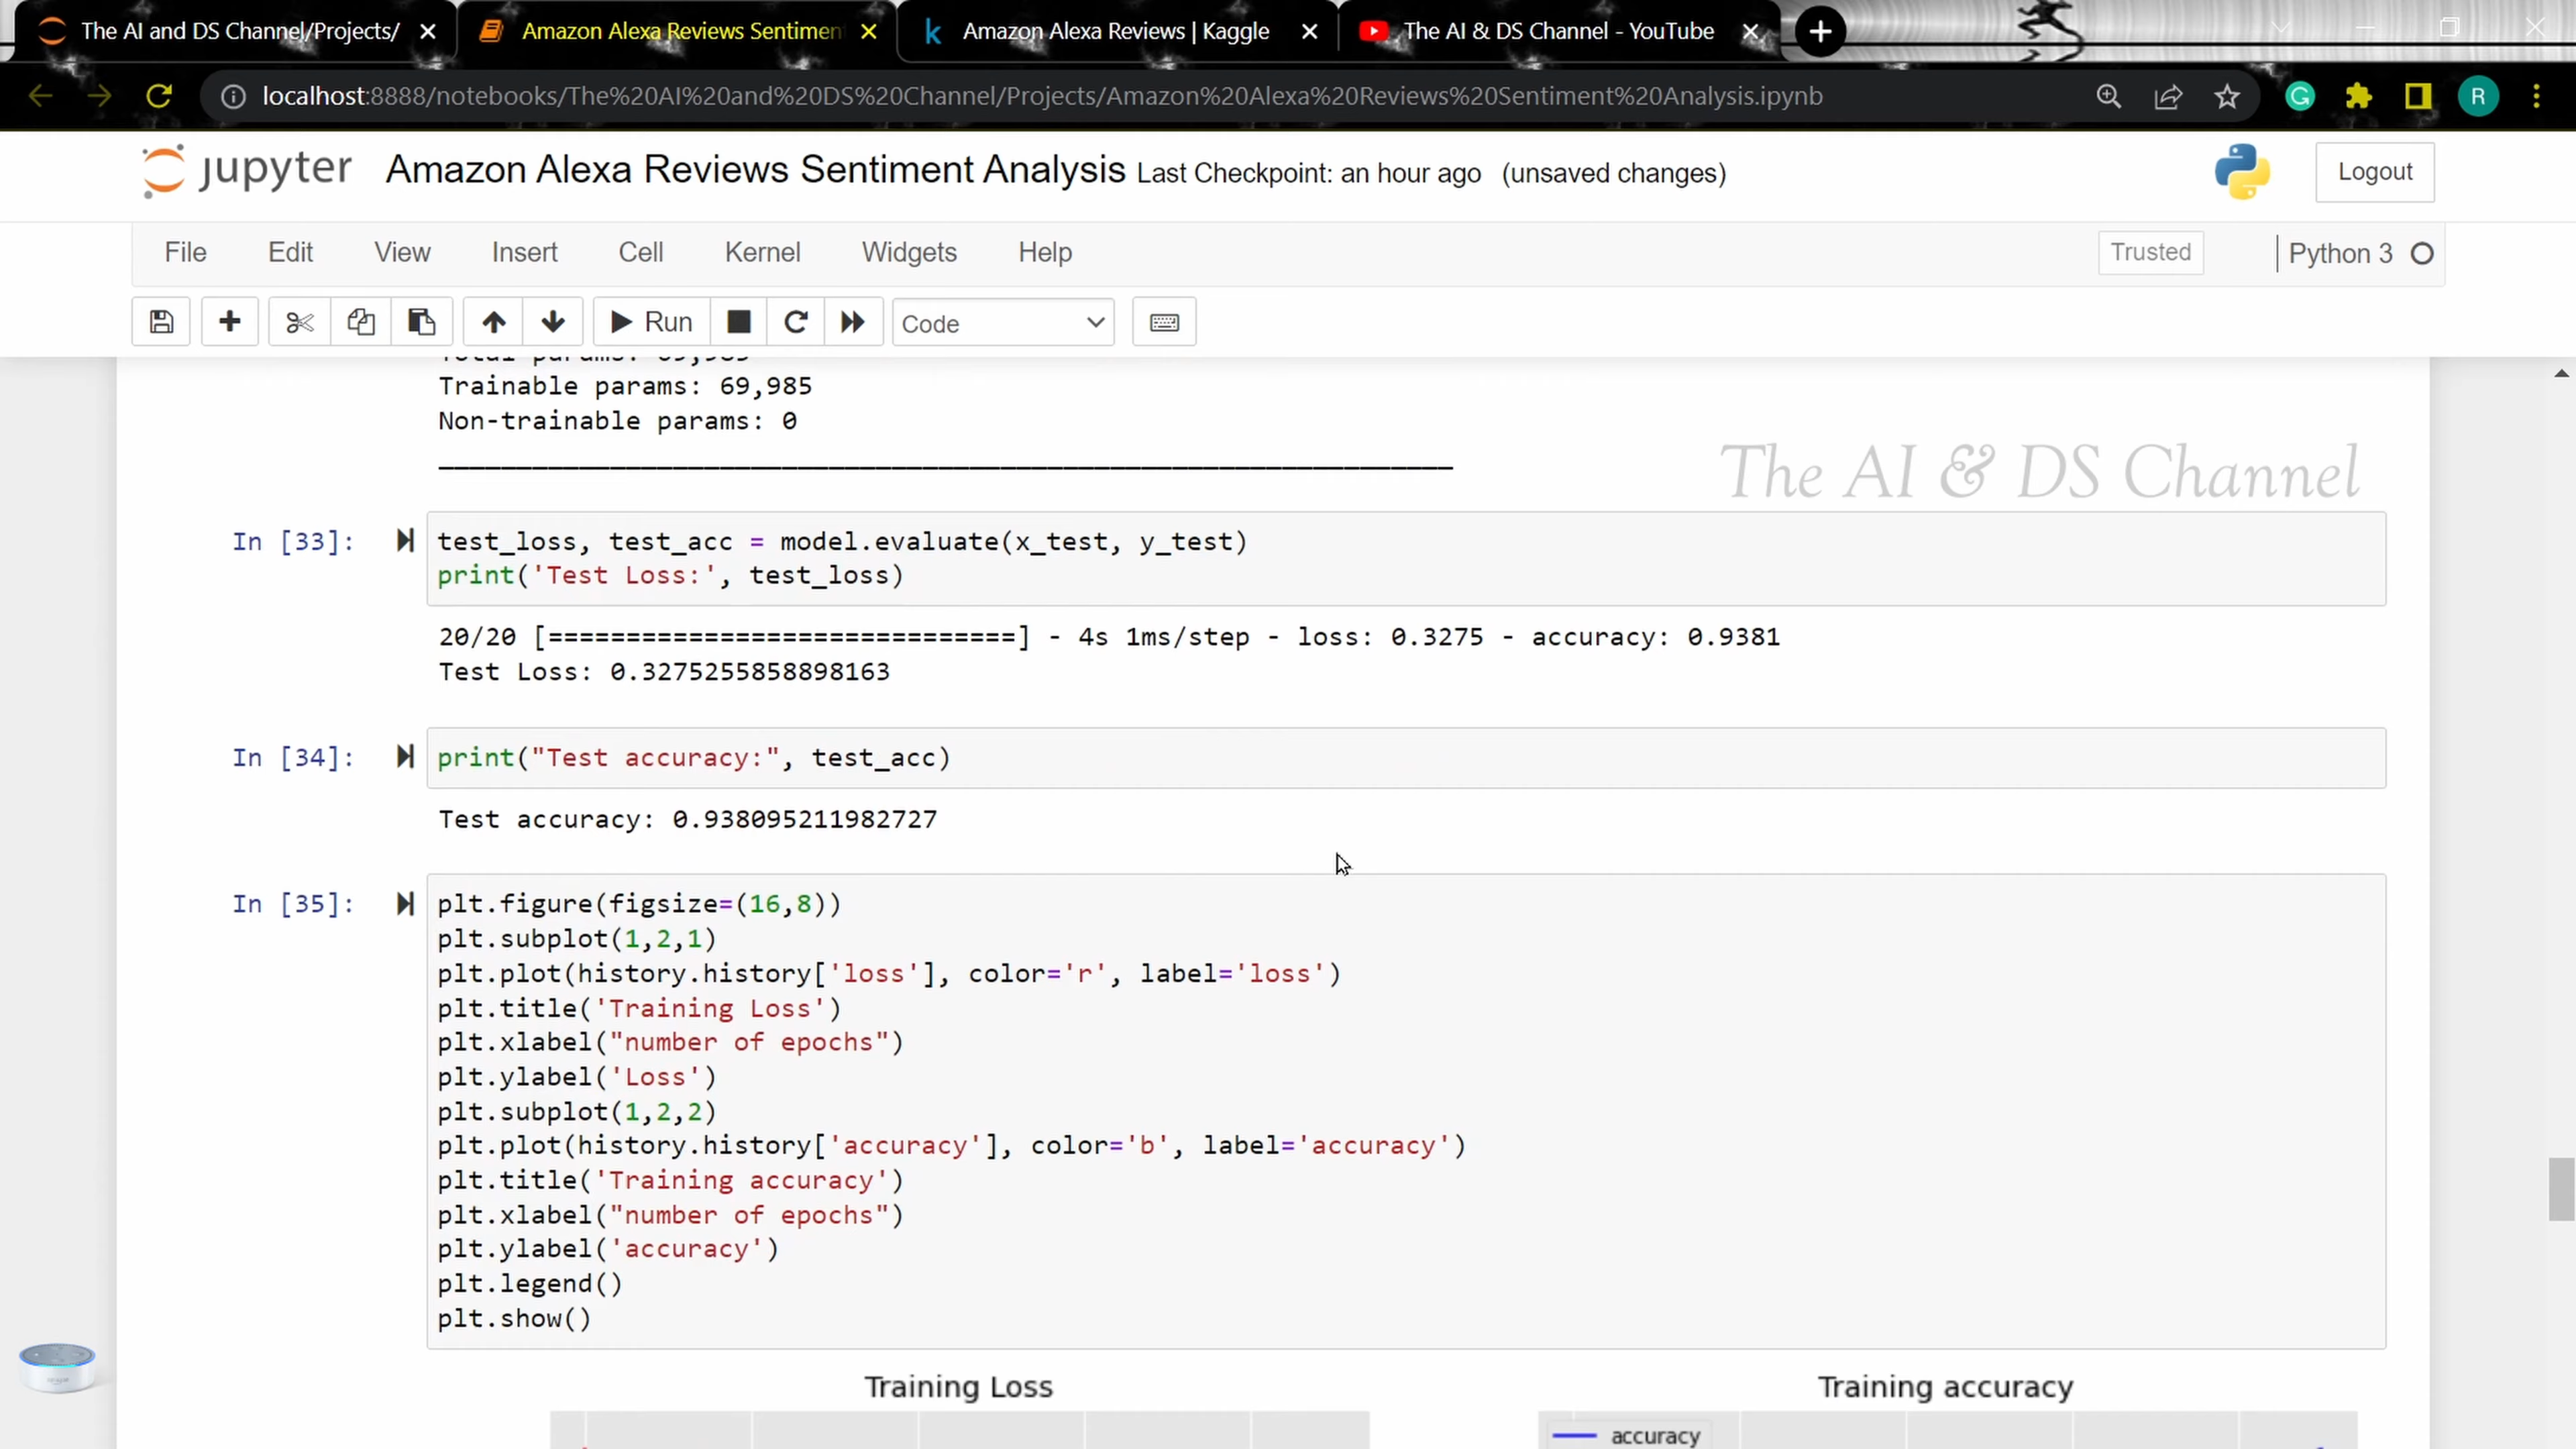 The AI and DS Channel/Projects/
Amazon Alexa Reviews Sentimen
Amazon Alexa Reviews | Kaggle
The AI & DS Channel - YouTube
localhost:8888/notebooks/The%20AI%20and%20DS%20Channel/Projects/Amazon%20Alexa%20Reviews%20Sentiment%20Analysis.ipynb
R
jupyter Amazon Alexa Reviews Sentiment Analysis Last Checkpoint: an hour ago (unsaved changes)
Logout
File Edit View Insert Cell Kernel Widgets Help
Trusted
Python 3
Run
Code
Total params: 69,985
Trainable params: 69,985
Non-trainable params: 0
The AI & DS Channel
In [33]:
test_loss, test_acc = model.evaluate(x_test, y_test)
print('Test Loss:', test_loss)
20/20 [==============================] - 4s 1ms/step - loss: 0.3275 - accuracy: 0.9381
Test Loss: 0.3275255858898163
In [34]:
print("Test accuracy:", test_acc)
Test accuracy: 0.938095211982727
In [35]:
plt.figure(figsize=(16,8))
plt.subplot(1,2,1)
plt.plot(history.history['loss'], color='r', label='loss')
plt.title('Training Loss')
plt.xlabel("number of epochs")
plt.ylabel('Loss')
plt.subplot(1,2,2)
plt.plot(history.history['accuracy'], color='b', label='accuracy')
plt.title('Training accuracy')
plt.xlabel("number of epochs")
plt.ylabel('accuracy')
plt.legend()
plt.show()
Training Loss
Training accuracy
accuracy